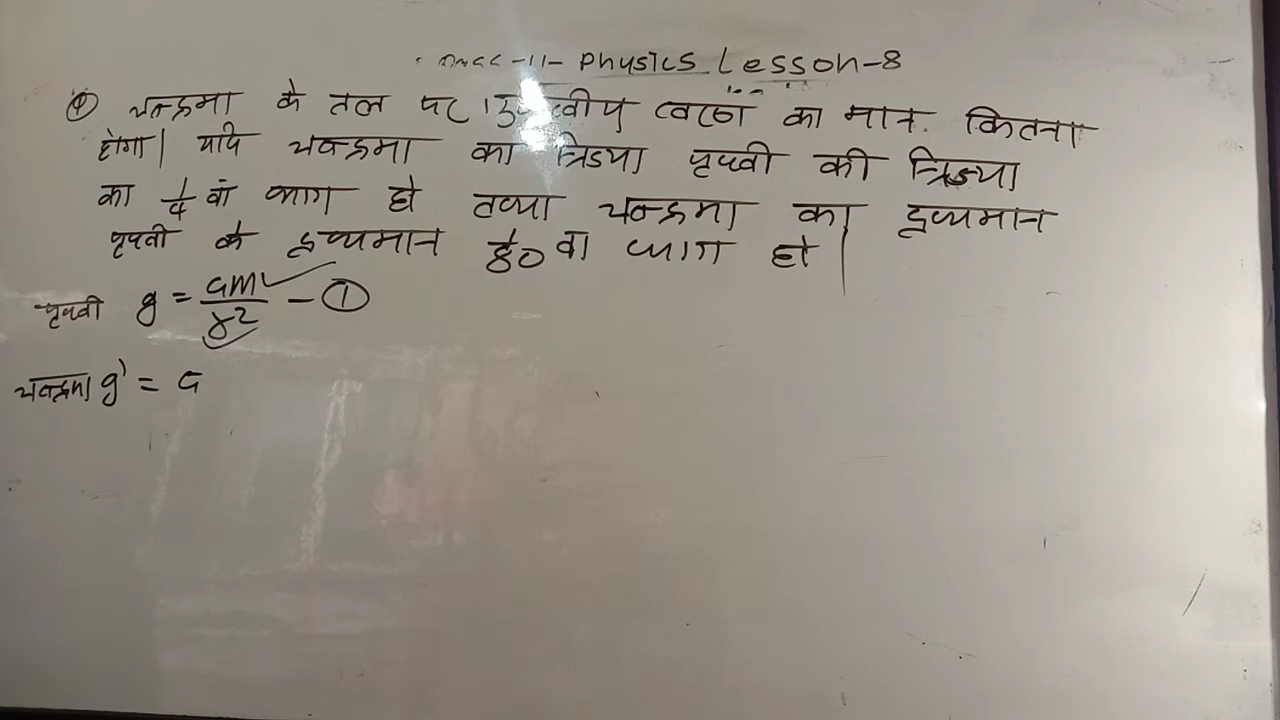 class -11- Physics Lesson-8
चन्द्रमा के तल पर गुरुत्वीय त्वरण का मान कितना
होगा। यदि चन्द्रमा का त्रिज्या पृथ्वी की त्रिज्या
का 1/4 वां भाग हो तथा चन्द्रमा का द्रव्यमान
पृथ्वी के द्रव्यमान 1/80 वा भाग हो।
पृथ्वी g = GM/r² – ①
चन्द्रमा g' = G